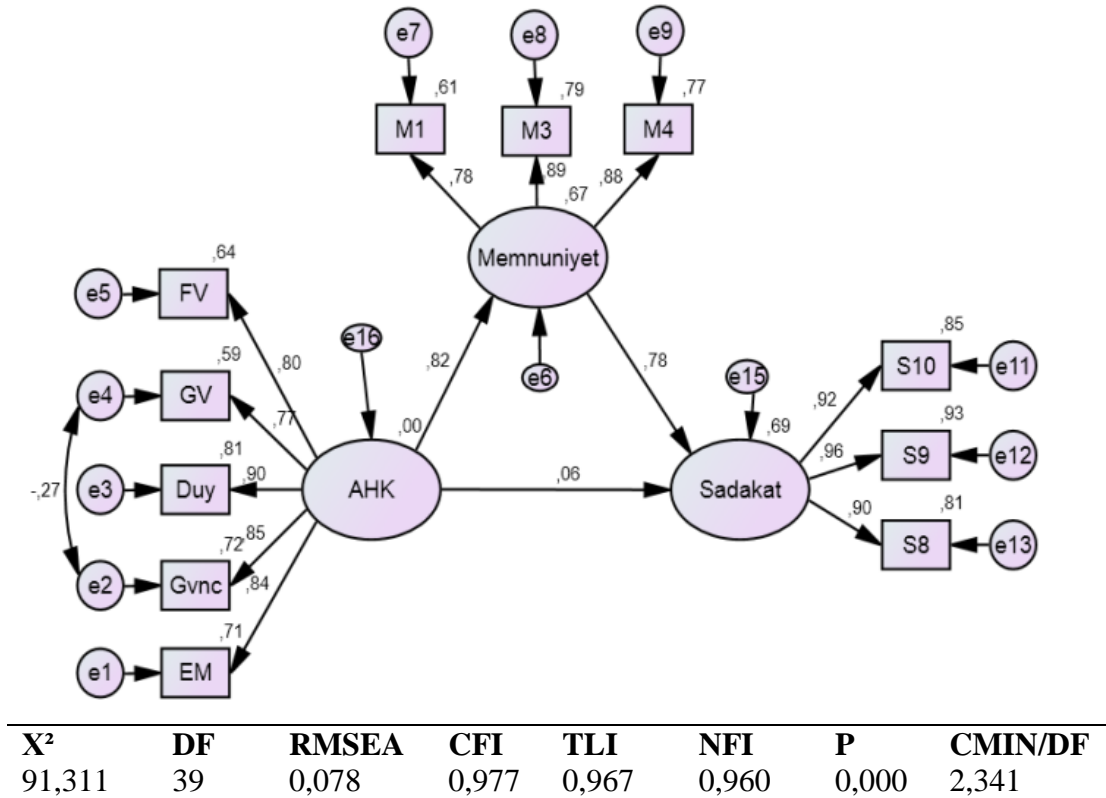 e7 e8 e9
,61 ,79 ,77
M1 M3 M4
,78 ,89 ,88
,67
Memnuniyet
,64
e5 FV
e16
,59 ,80 ,82 e6 ,78 e15 ,85
e4 GV S10 e11
,77 ,00 ,92 ,69 ,93
,81 ,90 ,96
-,27 e3 Duy AHK ,06 Sadakat S9 e12
,72 ,85 ,90 ,81
e2 Gvnc ,84 S8 e13
,71
e1 EM
X² DF RMSEA CFI TLI NFI P CMIN/DF
91,311 39 0,078 0,977 0,967 0,960 0,000 2,341